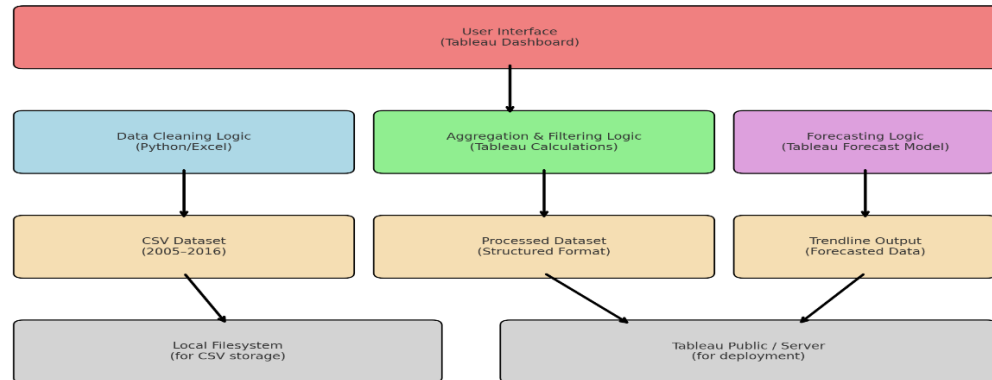 User Interface
(Tableau Dashboard)
Data Cleaning Logic
(Python/Excel)
Aggregation & Filtering Logic
(Tableau Calculations)
Forecasting Logic
(Tableau Forecast Model)
CSV Dataset
(2005–2016)
Processed Dataset
(Structured Format)
Trendline Output
(Forecasted Data)
Local Filesystem
(for CSV storage)
Tableau Public / Server
(for deployment)